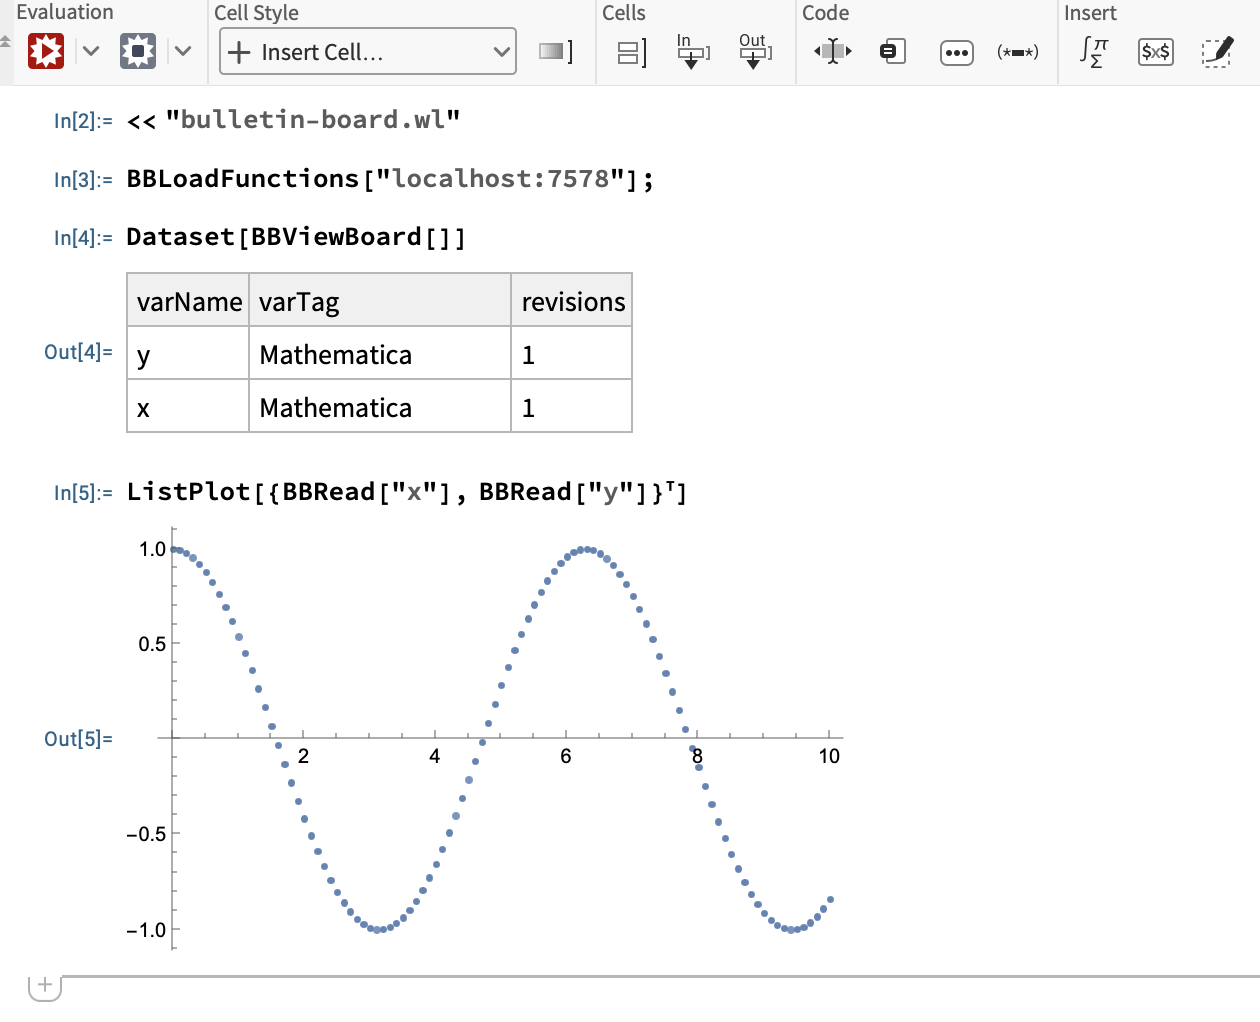 Evaluation Cell Style Cells Code Insert
Insert Cell... In Out (*▬*) ∫π Σ $x$
In[2]:= << "bulletin-board.wl"
In[3]:= BBLoadFunctions["localhost:7578"];
In[4]:= Dataset[BBViewBoard[]]
varName varTag revisions
Out[4]= y Mathematica 1
x Mathematica 1
In[5]:= ListPlot[{BBRead["x"], BBRead["y"]}ᵀ]
1.0
0.5
Out[5]=
2 4 6 8 10
−0.5
−1.0